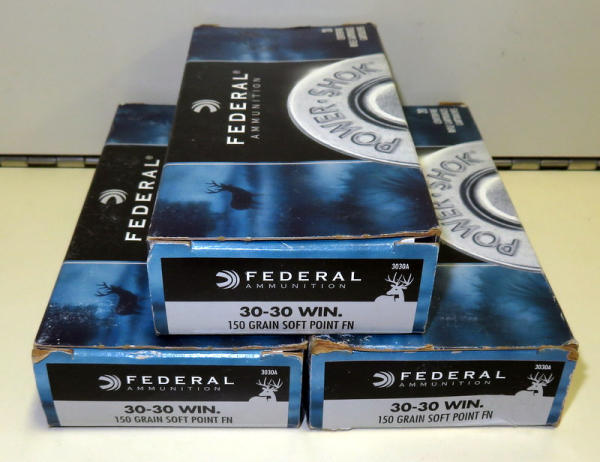 FEDERAL®
AMMUNITION
POWER·SHOK®
FEDERAL
AMMUNITION
3030A
30-30 WIN.
150 GRAIN SOFT POINT FN
FEDERAL®
FEDERAL
AMMUNITION
3030A
30-30 WIN.
150 GRAIN SOFT POINT FN
POWER·SHOK
FEDERAL
AMMUNITION
3030A
30-30 WIN.
150 GRAIN SOFT POINT FN